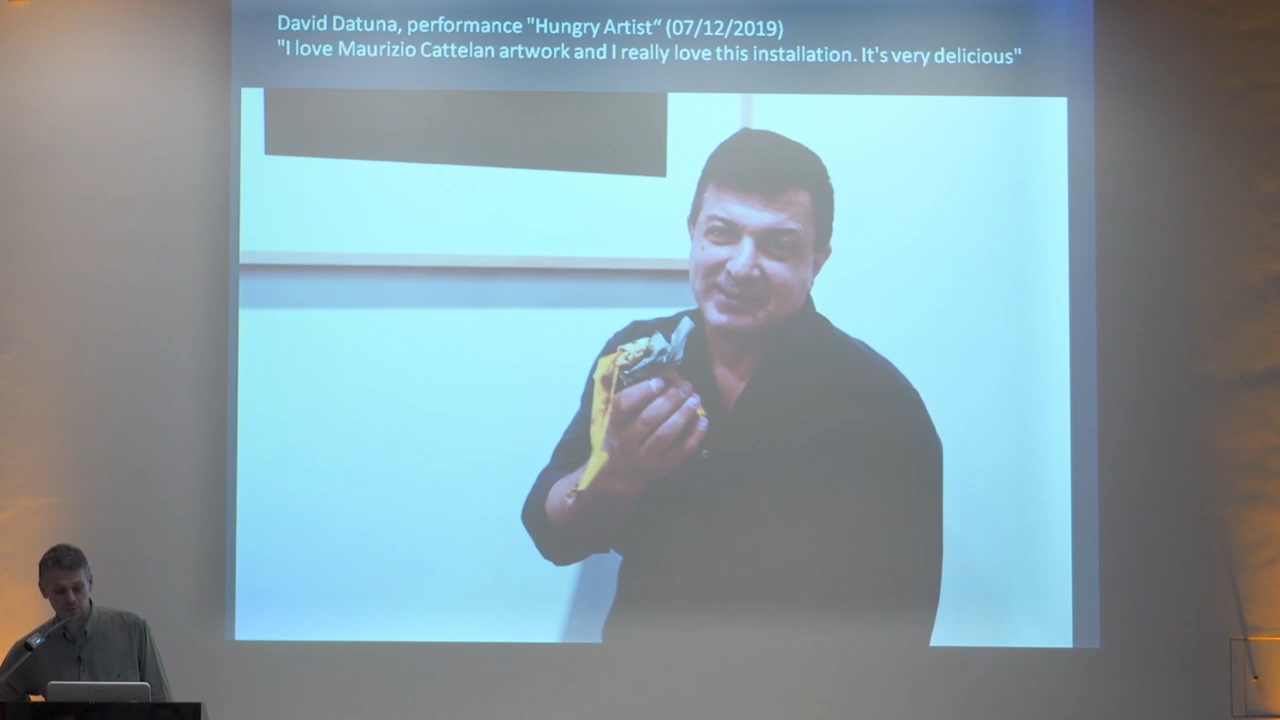 David Datuna, performance "Hungry Artist“ (07/12/2019)
"I love Maurizio Cattelan artwork and I really love this installation. It's very delicious"